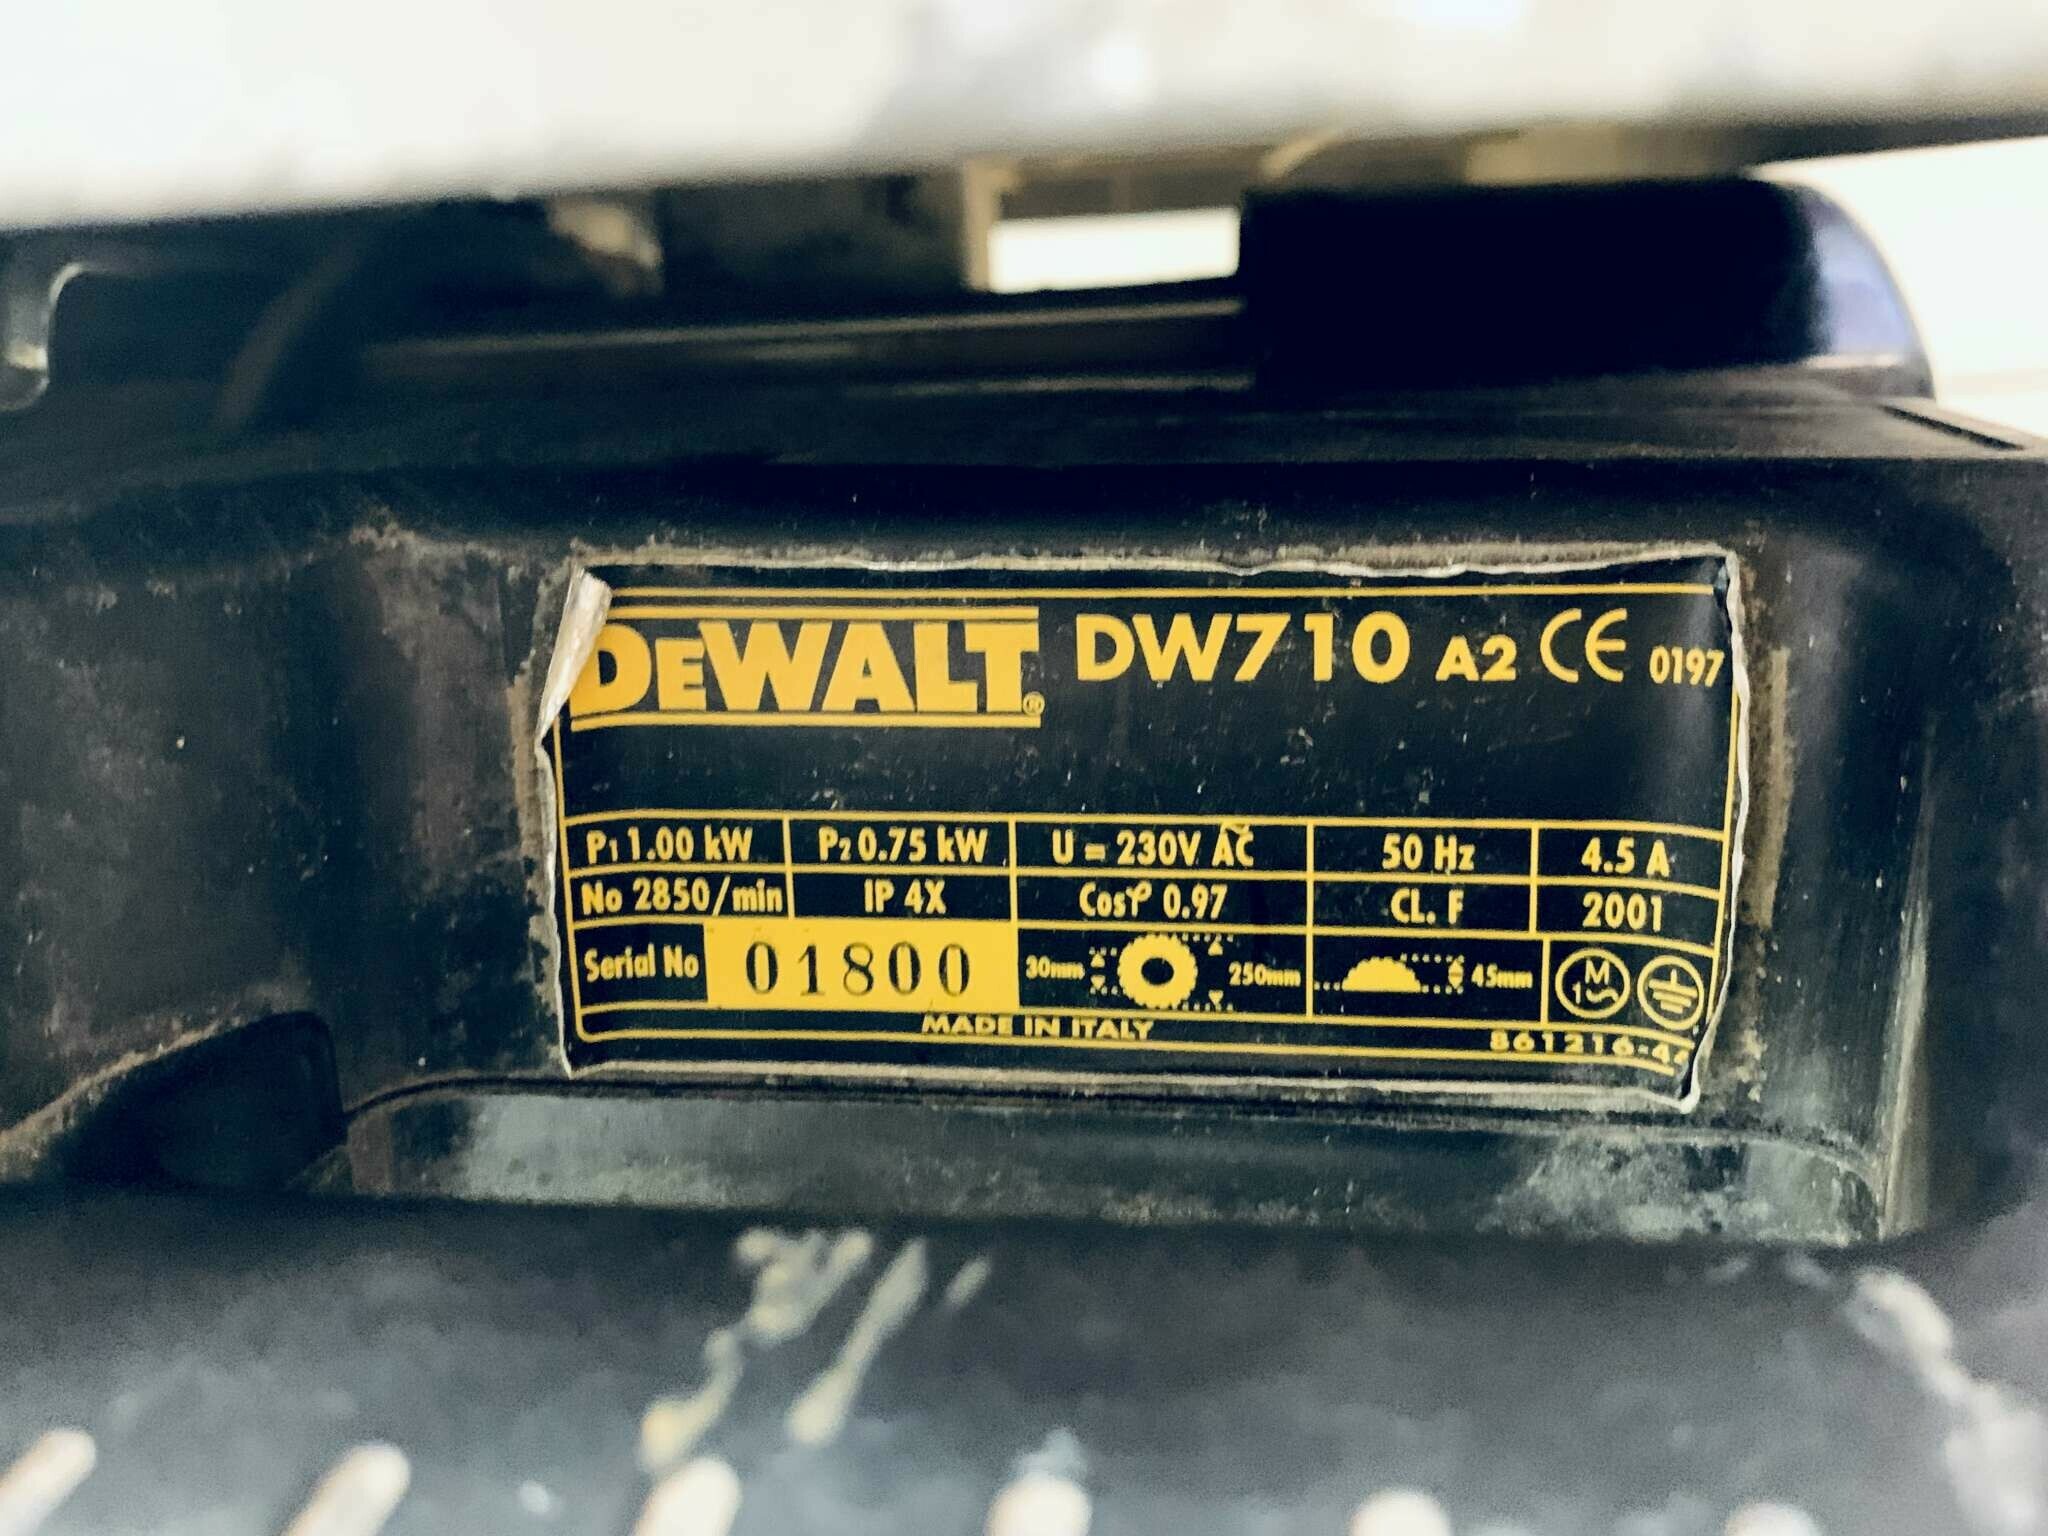 DEWALT® DW710 A2 CE 0197
P1 1.00 kW P2 0.75 kW U = 230V AC 50 Hz 4.5 A
No 2850/min IP 4X Cosφ 0.97 CL. F 2001
Serial No 01800 30mm 250mm 45mm M 1~
MADE IN ITALY